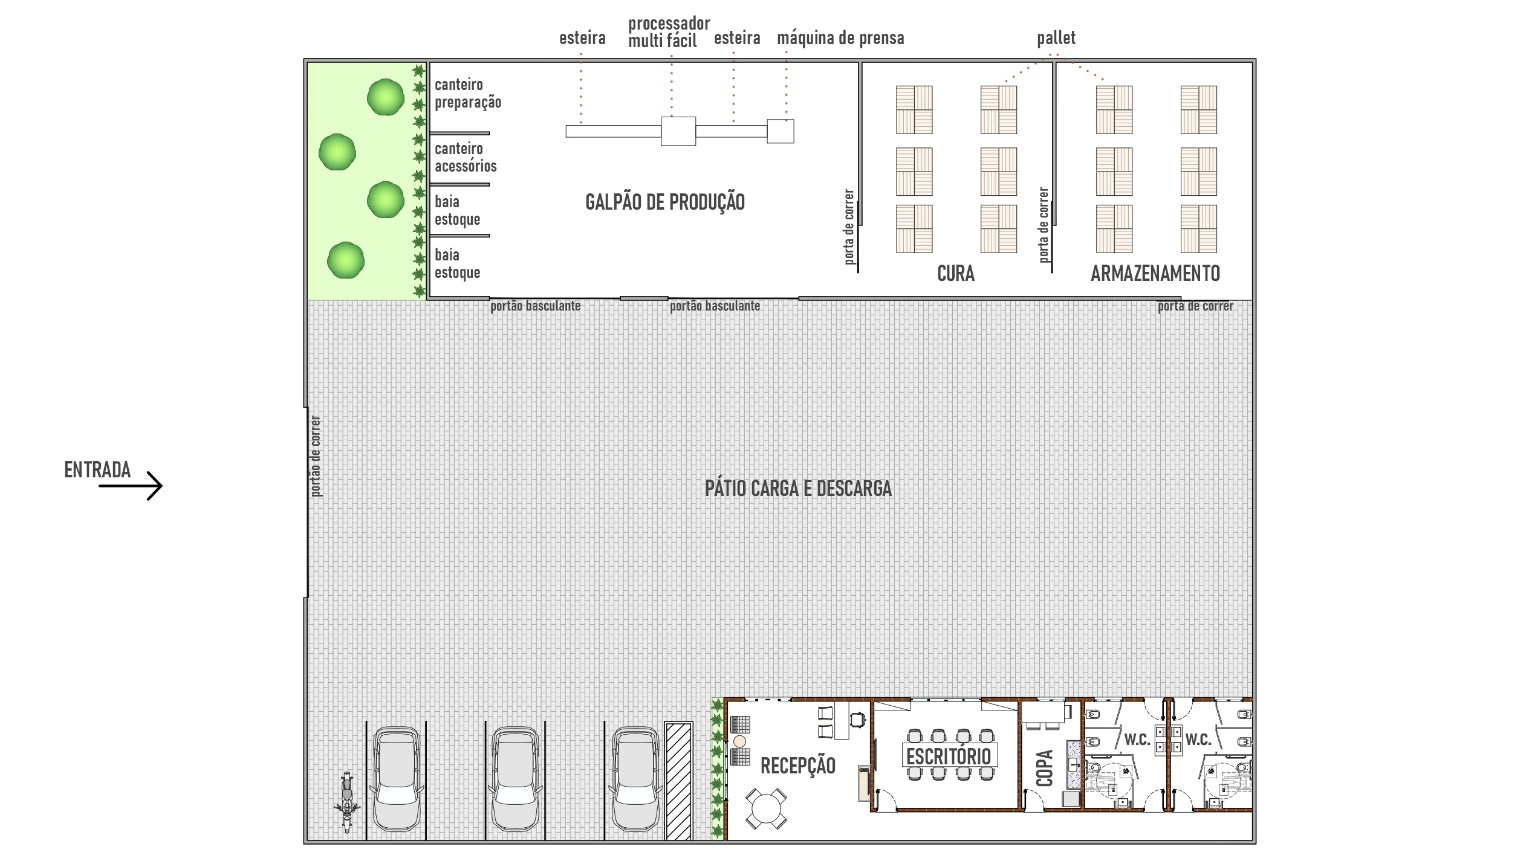 esteira
processador
multi fácil
esteira
máquina de prensa
pallet
canteiro
preparação
canteiro
acessórios
baia
estoque
baia
estoque
GALPÃO DE PRODUÇÃO
porta de correr
CURA
porta de correr
ARMAZENAMENTO
portão basculante
portão basculante
porta de correr
ENTRADA
portão de correr
PÁTIO CARGA E DESCARGA
RECEPÇÃO
ESCRITÓRIO
COPA
W.C.
W.C.